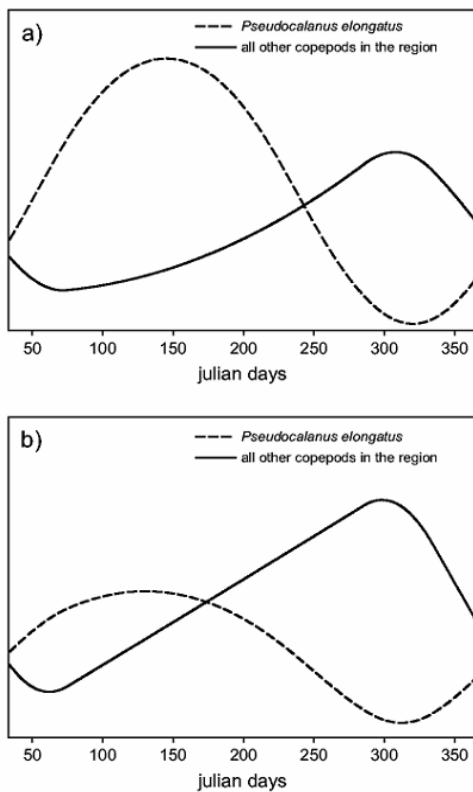 a)
Pseudocalanus elongatus
all other copepods in the region
50 100 150 200 250 300 350
julian days
b)
Pseudocalanus elongatus
all other copepods in the region
50 100 150 200 250 300 350
julian days